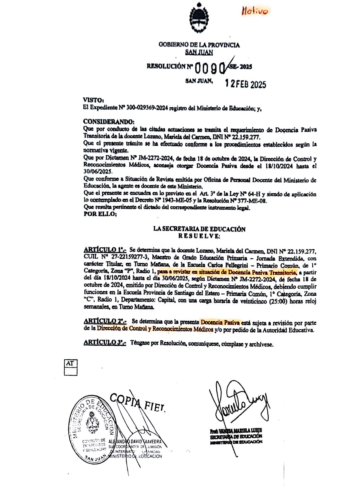 Motivo
GOBIERNO DE LA PROVINCIA
SAN JUAN
RESOLUCIÓN Nº 0090/SE-2025
SAN JUAN, 12 FEB 2025
VISTO:
El Expediente Nº 300-029369-2024 registro del Ministerio de Educación; y,
CONSIDERANDO:
Que por conducto de las citadas actuaciones se tramita el requerimiento de Docencia Pasiva
Transitoria de la docente Lozano, Mariela del Carmen, DNI Nº 22.159.277.
Que el presente trámite se ha efectuado conforme a los procedimientos establecidos según la
normativa vigente.
Que por Dictamen Nº JM-2272-2024, de fecha 18 de octubre de 2024, la Dirección de Control y
Reconocimientos Médicos, aconseja otorgar Docencia Pasiva desde el 18/10/2024 hasta el
30/06/2025.
Que conforme a Situación de Revista emitida por Oficina de Personal Docente del Ministerio de
Educación, la agente es docente de este Ministerio.
Que el presente se encuadra en lo previsto en el Art. 3º de la Ley Nº 64-H y siendo de aplicación
lo contemplado en el Decreto Nº 1943-ME-05 y la Resolución Nº 577-ME-08.
Que resulta pertinente el dictado del correspondiente instrumento legal.
POR ELLO;
LA SECRETARIA DE EDUCACIÓN
R E S U E L V E:
ARTÍCULO 1º.- Se determina que la docente Lozano, Mariela del Carmen, DNI Nº 22.159.277,
CUIL Nº 27-22159277-3, Maestro de Grado Educación Primaria - Jornada Extendida, con
carácter Titular, en Turno Mañana, de la Escuela Carlos Pellegrini - Primario Común, de 1º
Categoría, Zona "F", Radio 1, pasa a revistar en situación de Docencia Pasiva Transitoria, a partir
del día 18/10/2024 hasta el día 30/06/2025, según Dictamen Nº JM-2272-2024, de fecha 18 de
octubre de 2024, emitido por Dirección de Control y Reconocimientos Médicos, debiendo cumplir
funciones en la Escuela Provincia de Santiago del Estero - Primaria Común, 1º Categoría, Zona
"C", Radio 1, Departamento: Capital, con una carga horaria de veinticinco (25:00) horas reloj
semanales, en Turno Mañana.
ARTÍCULO 2º.- Se determina que la presente Docencia Pasiva está sujeta a revisión por parte
de la Dirección de Control y Reconocimientos Médicos y/o por pedido de la Autoridad Educativa.
ARTÍCULO 3º.- Téngase por Resolución, comuníquese, cúmplase y archívese.
AT
COPIA FIEL
MINISTERIO DE EDUCACIÓN
SAN JUAN
MINISTERIO DE EDUCACIÓN
SECRETARIA DE EDUCACIÓN
MINISTERIO DE EDUCACIÓN